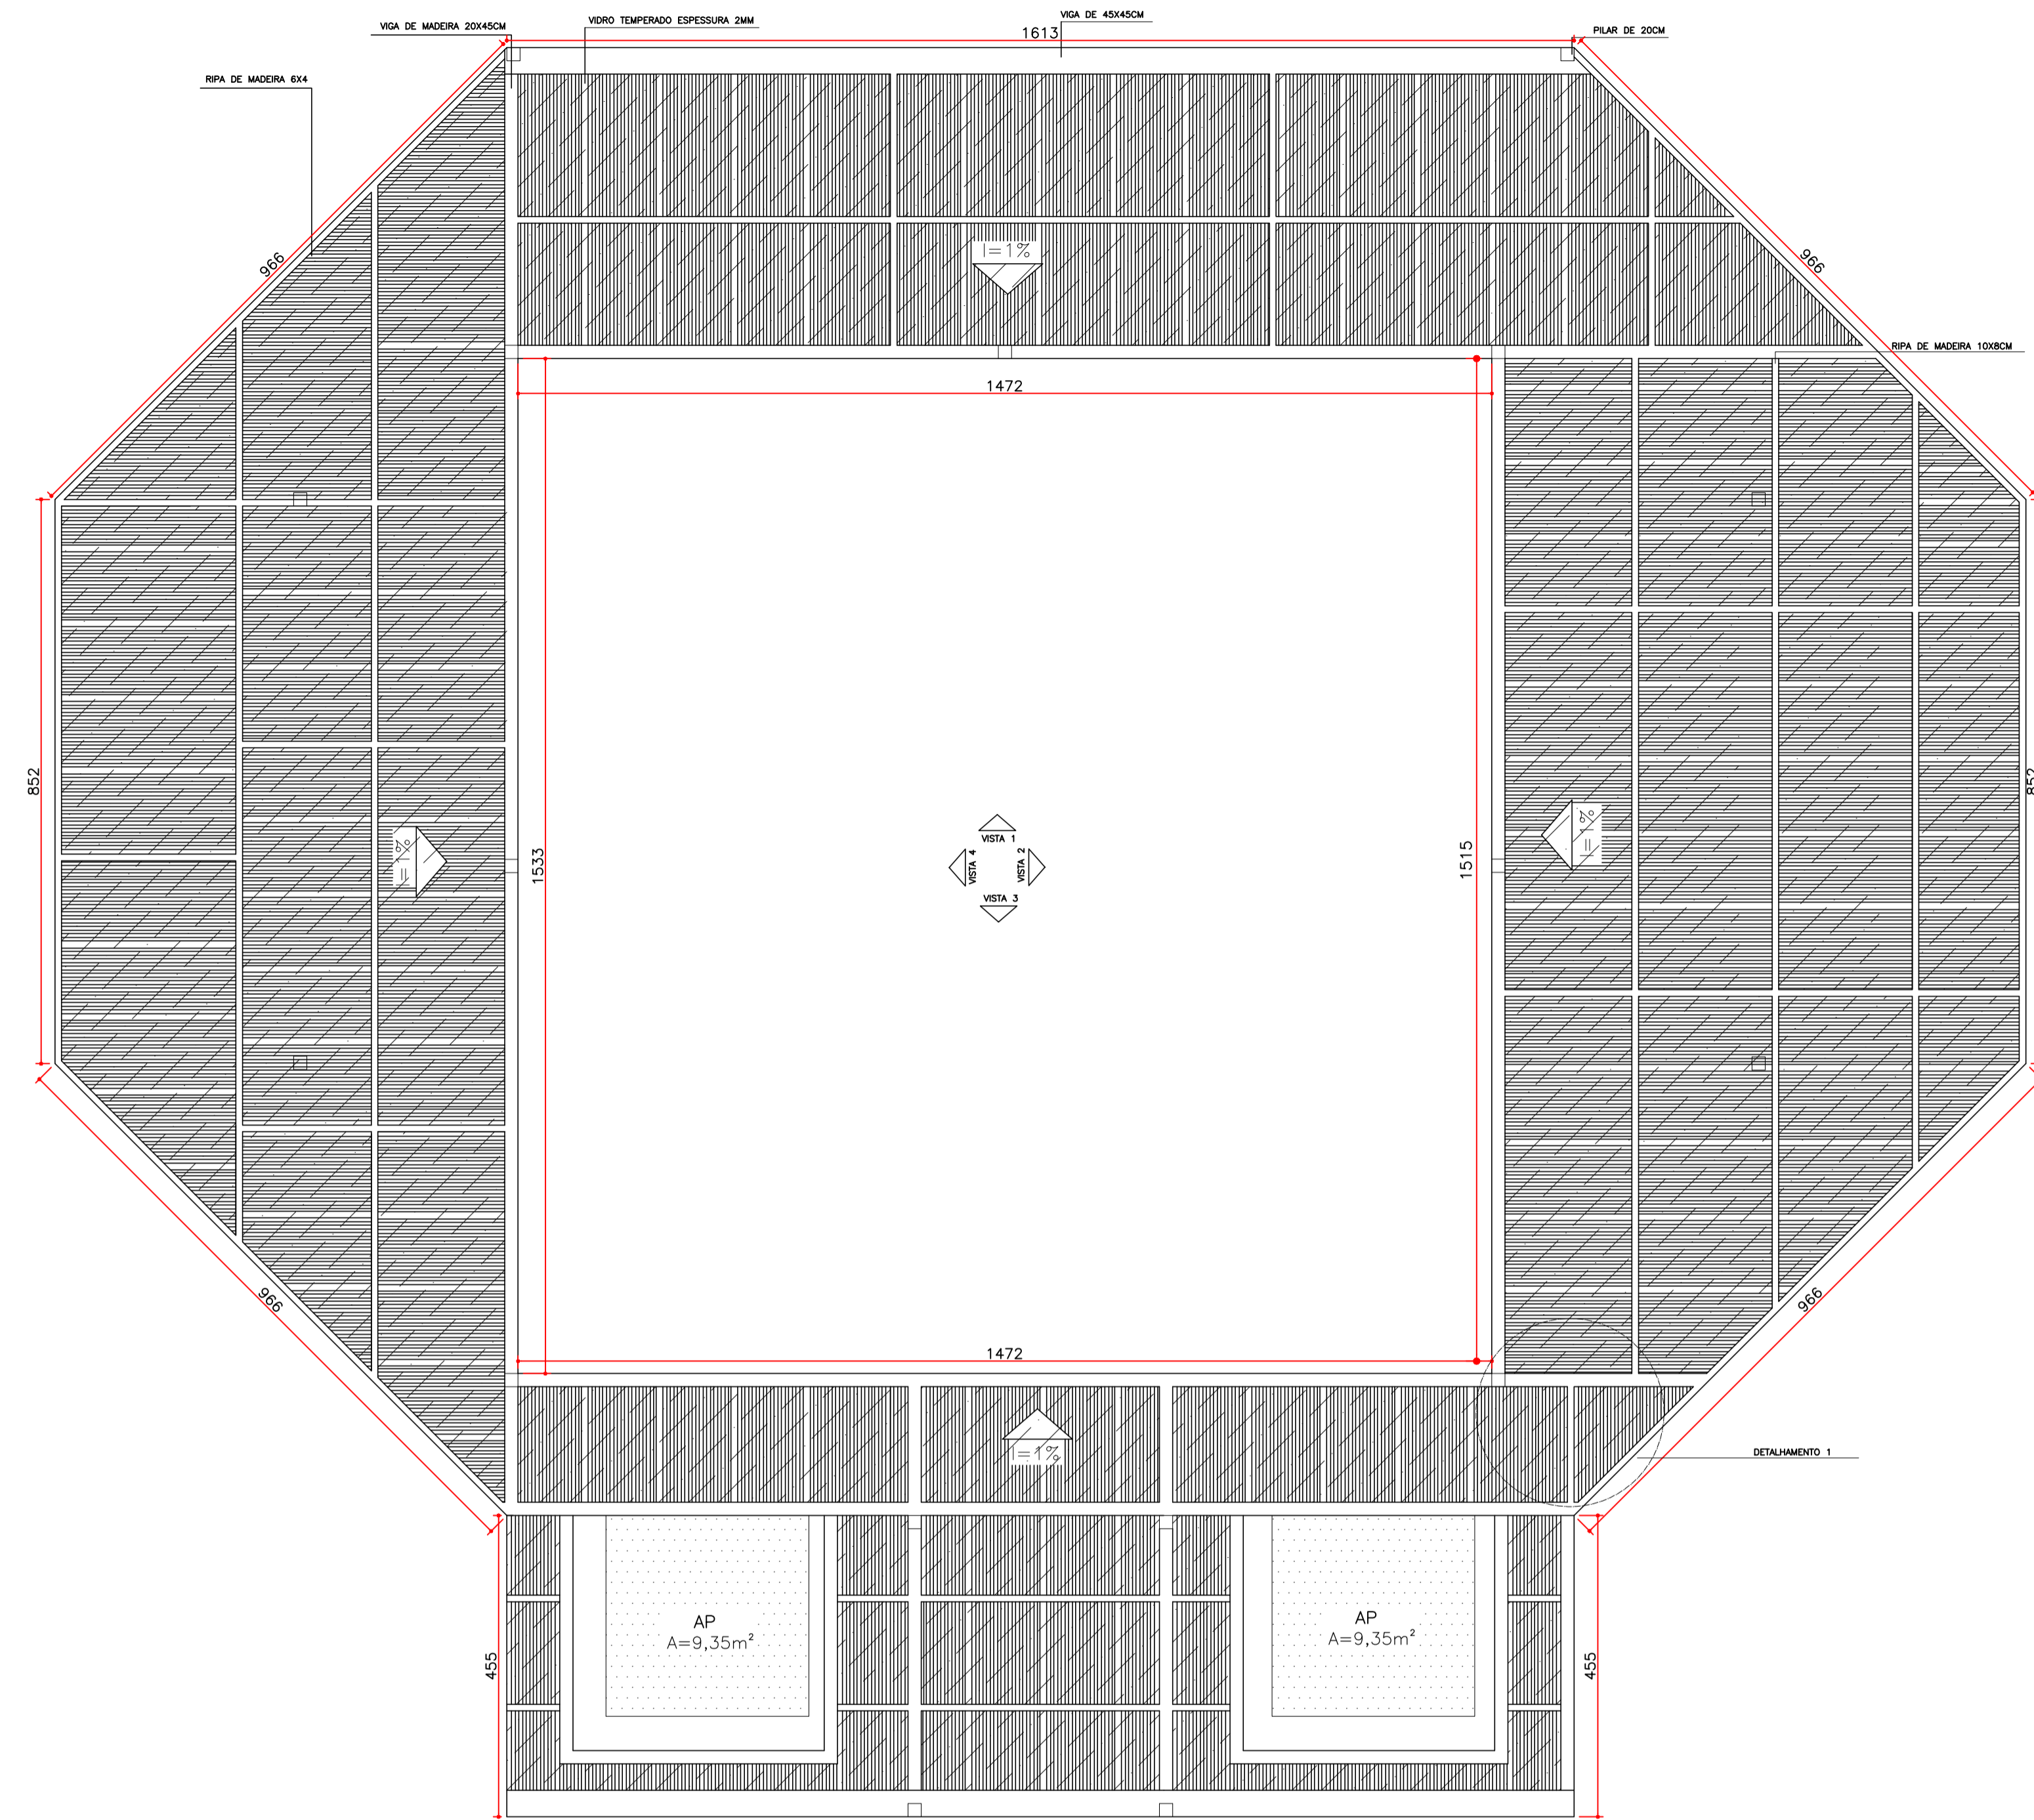 VIGA DE 45X45CM
VIDRO TEMPERADO ESPESSURA 2MM
VIGA DE MADEIRA 20X45CM
1613
PILAR DE 20CM
RIPA DE MADEIRA 6X4
I=1%
966
966
RIPA DE MADEIRA 10X8CM
1472
852
852
VISTA 1
VISTA 4
VISTA 2
VISTA 3
I=1%
1533
1515
I=1%
966
966
1472
I=1%
DETALHAMENTO 1
AP
A=9,35m²
AP
A=9,35m²
455
455